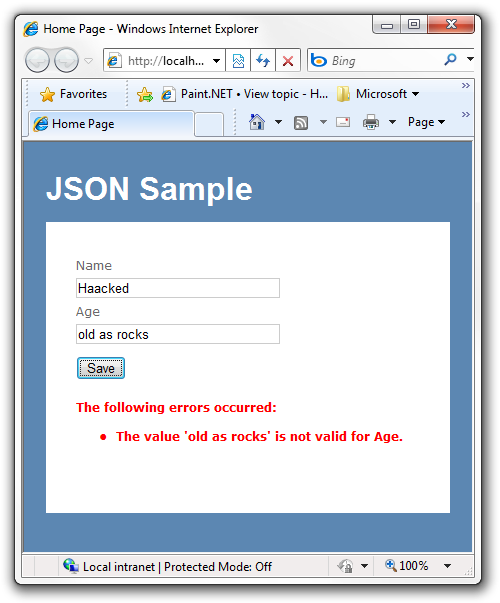 Home Page - Windows Internet Explorer
http://localh...
Bing
Favorites
Paint.NET • View topic - H...
Microsoft
Home Page
Page
JSON Sample
Name
Haacked
Age
old as rocks
Save
The following errors occurred:
• The value 'old as rocks' is not valid for Age.
Local intranet | Protected Mode: Off
100%